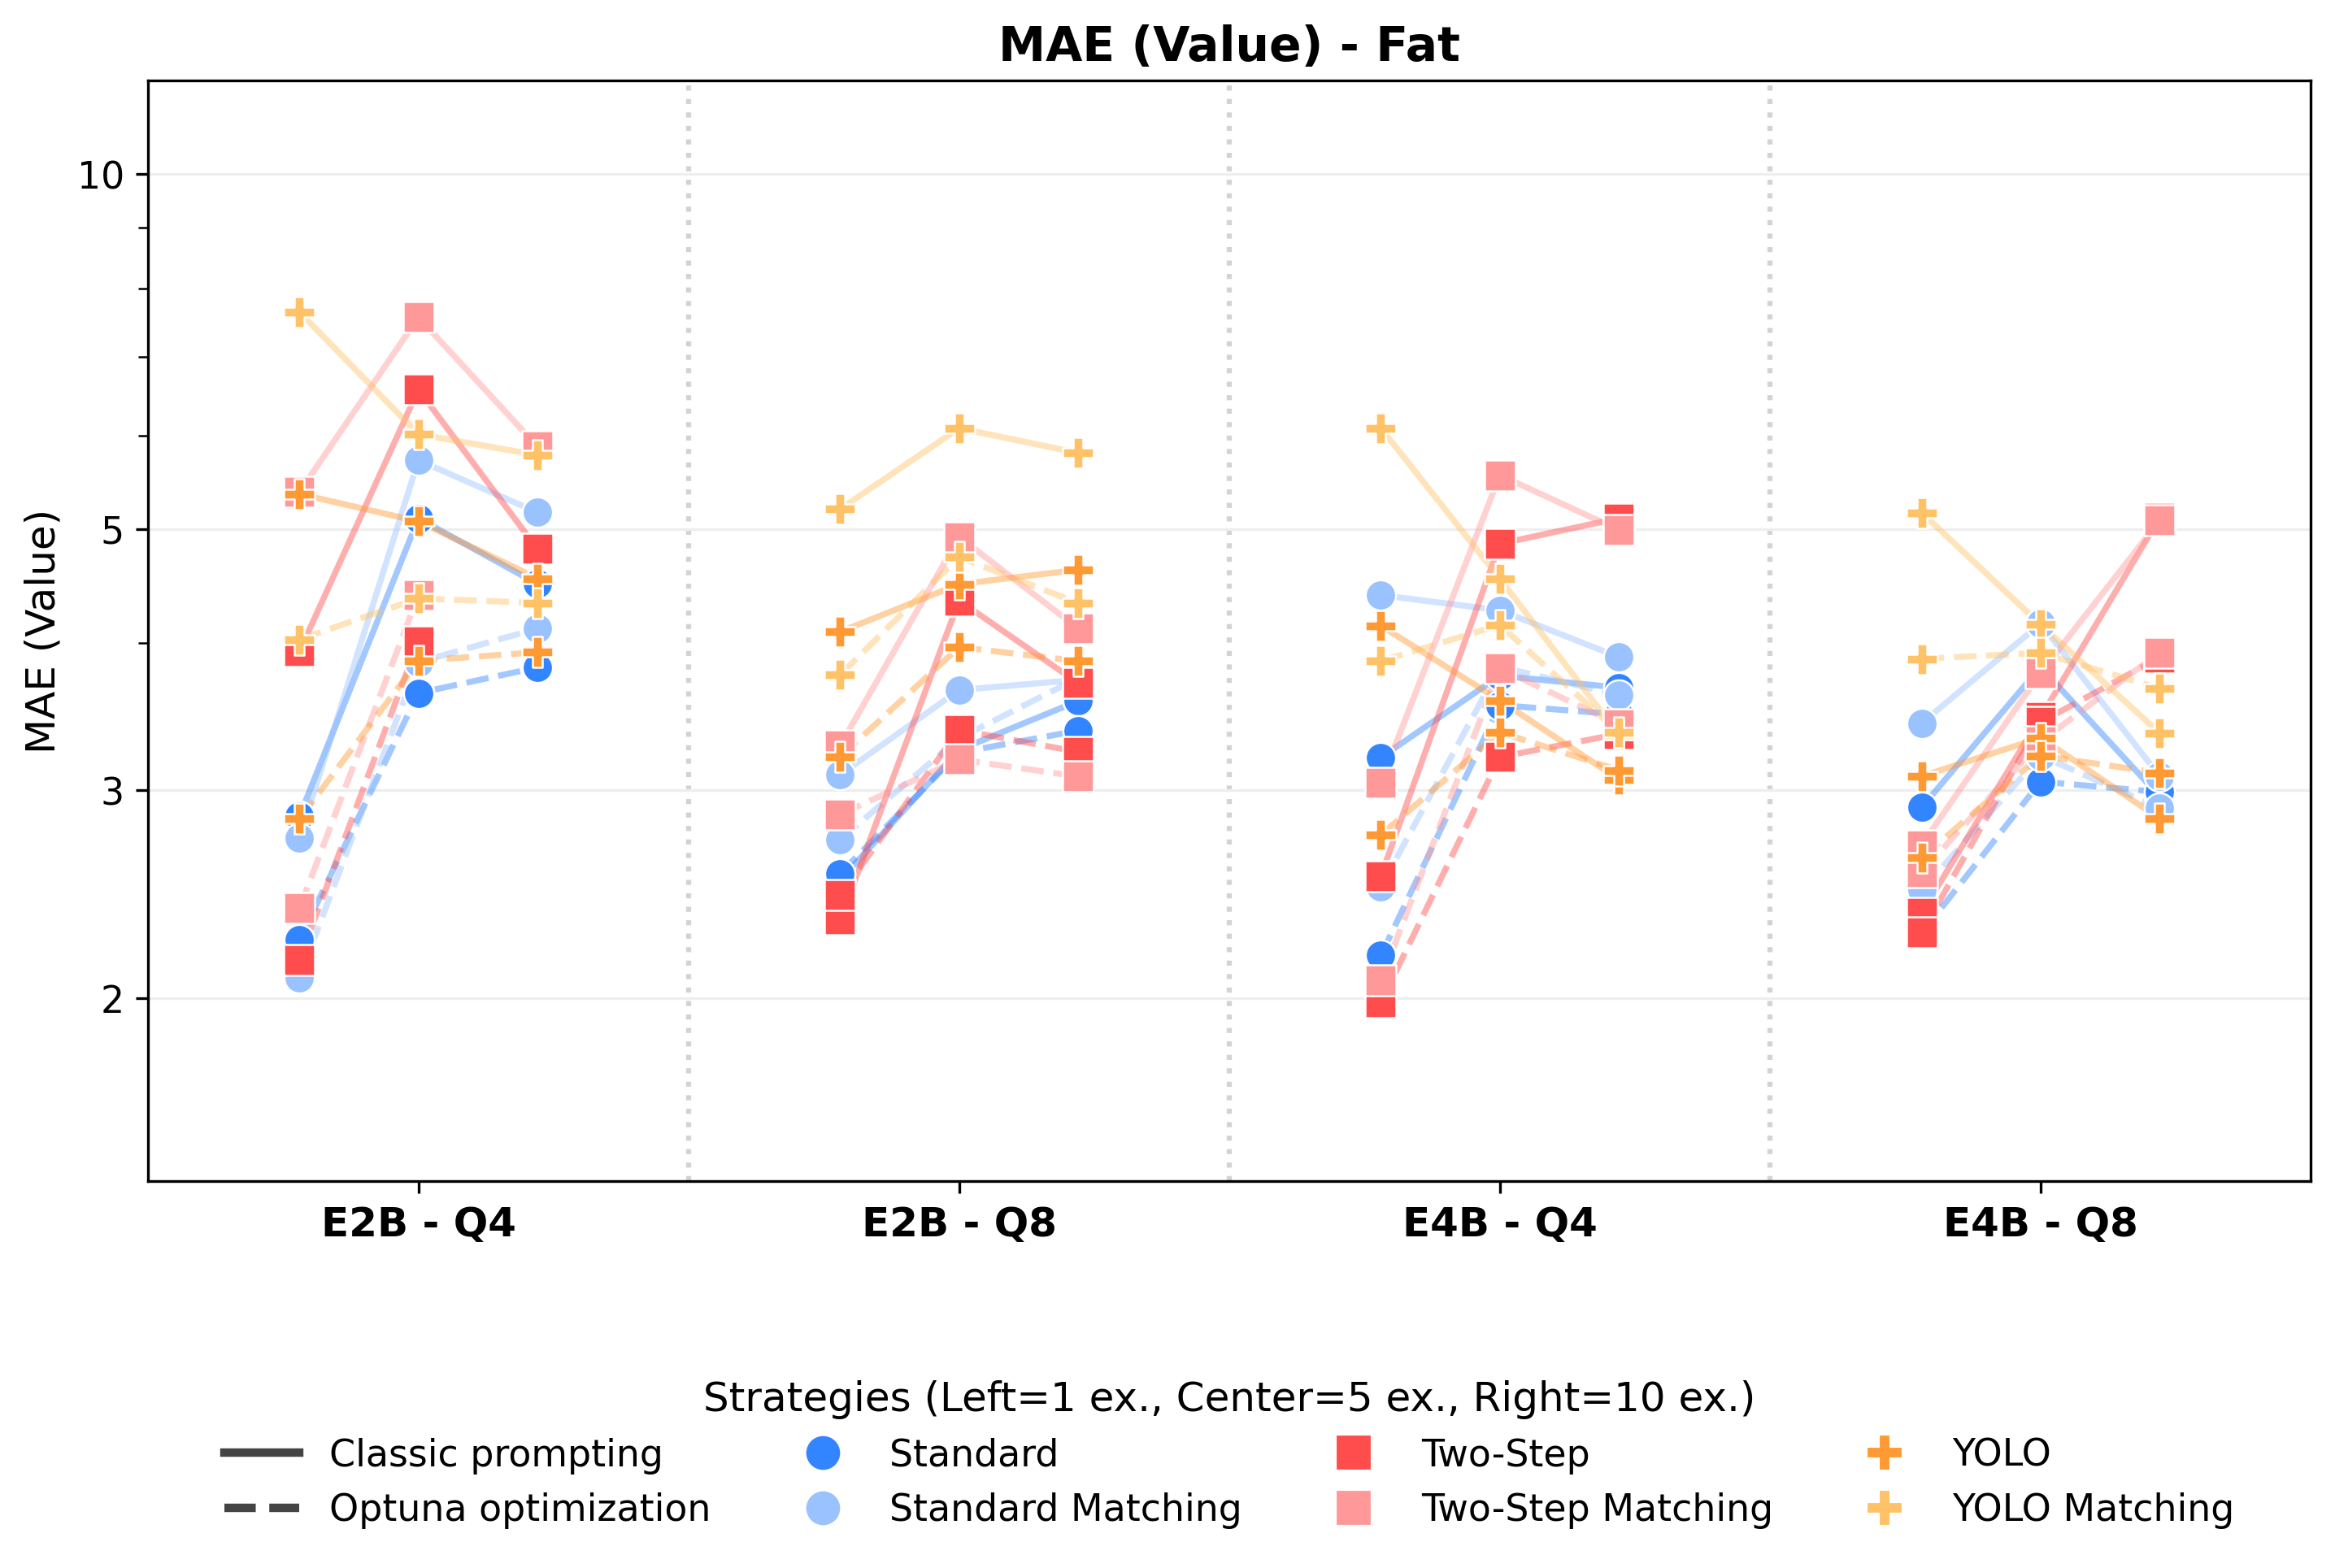 MAE (Value) - Fat
MAE (Value)
10
5
3
2
E2B - Q4
E2B - Q8
E4B - Q4
E4B - Q8
Strategies (Left=1 ex., Center=5 ex., Right=10 ex.)
Classic prompting
Standard
Two-Step
YOLO
Optuna optimization
Standard Matching
Two-Step Matching
YOLO Matching